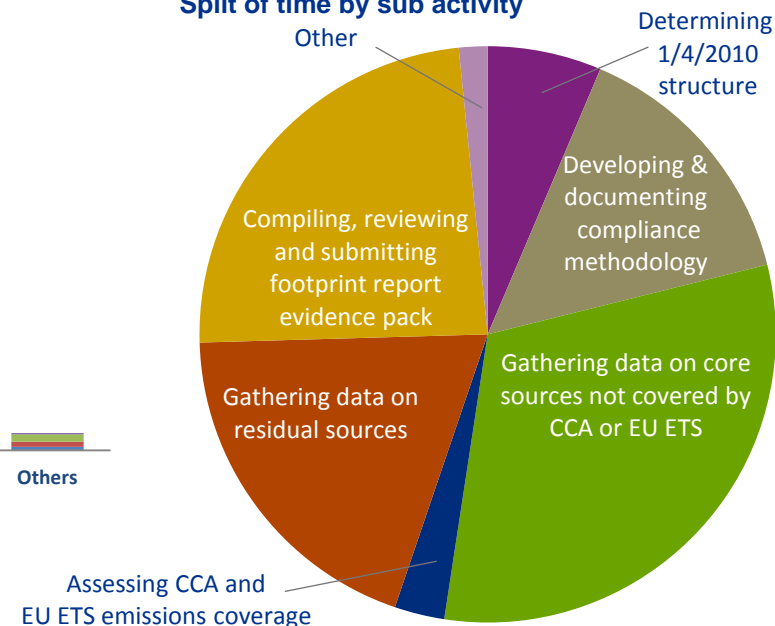 Split of time by sub activity
Other
Determining
1/4/2010
structure
Developing &
documenting
compliance
methodology
Compiling, reviewing
and submitting
footprint report
evidence pack
Gathering data on core
sources not covered by
CCA or EU ETS
Gathering data on
residual sources
Others
Assessing CCA and
EU ETS emissions coverage